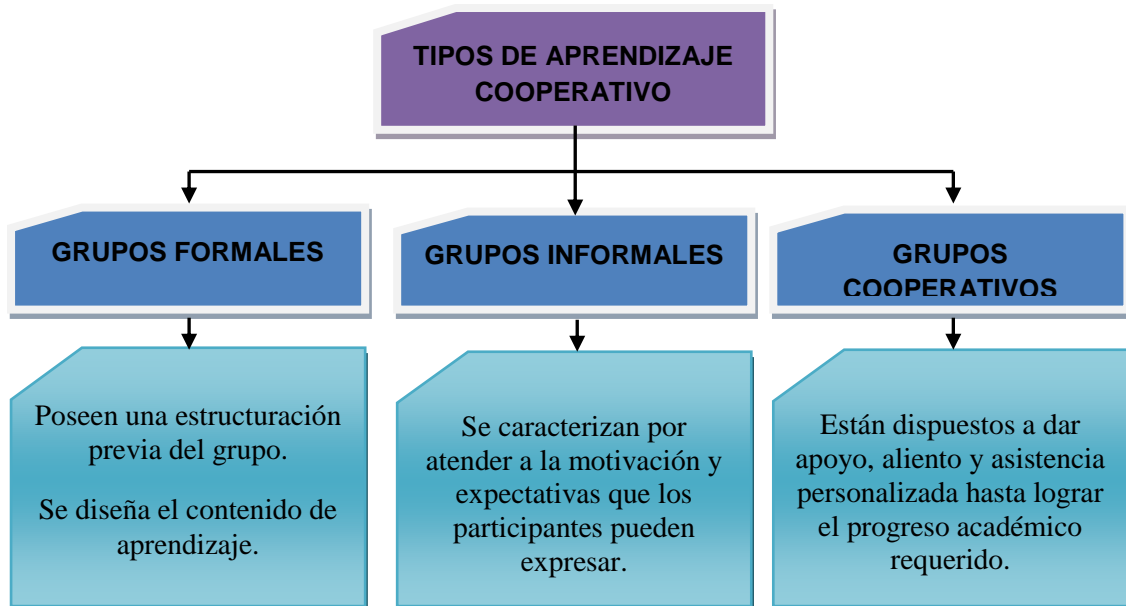 TIPOS DE APRENDIZAJE
COOPERATIVO
GRUPOS FORMALES
GRUPOS INFORMALES
GRUPOS
COOPERATIVOS
Poseen una estructuración
previa del grupo.
Se diseña el contenido de
aprendizaje.
Se caracterizan por
atender a la motivación y
expectativas que los
participantes pueden
expresar.
Están dispuestos a dar
apoyo, aliento y asistencia
personalizada hasta lograr
el progreso académico
requerido.